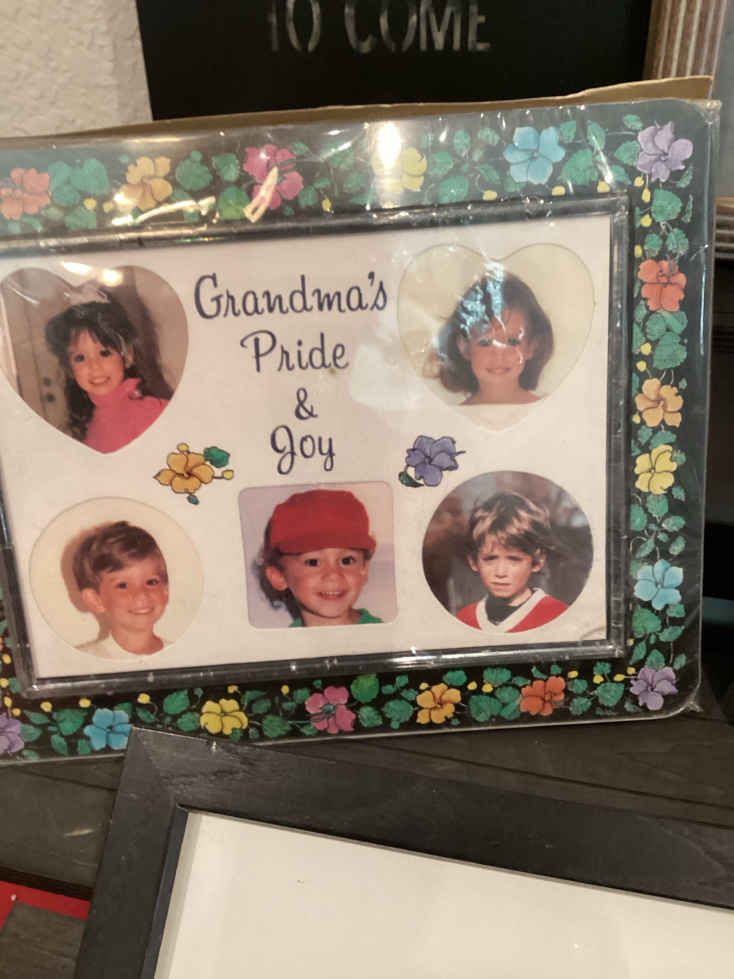 TO COME
Grandma's
Pride
&
Joy